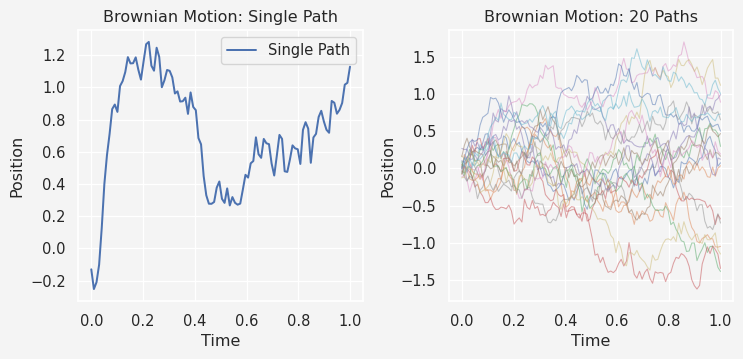 Brownian Motion: Single Path
Single Path
1.2
1.0
0.8
0.6
0.4
0.2
0.0
−0.2
Position
0.0 0.2 0.4 0.6 0.8 1.0
Time
Brownian Motion: 20 Paths
1.5
1.0
0.5
0.0
−0.5
−1.0
−1.5
Position
0.0 0.2 0.4 0.6 0.8 1.0
Time